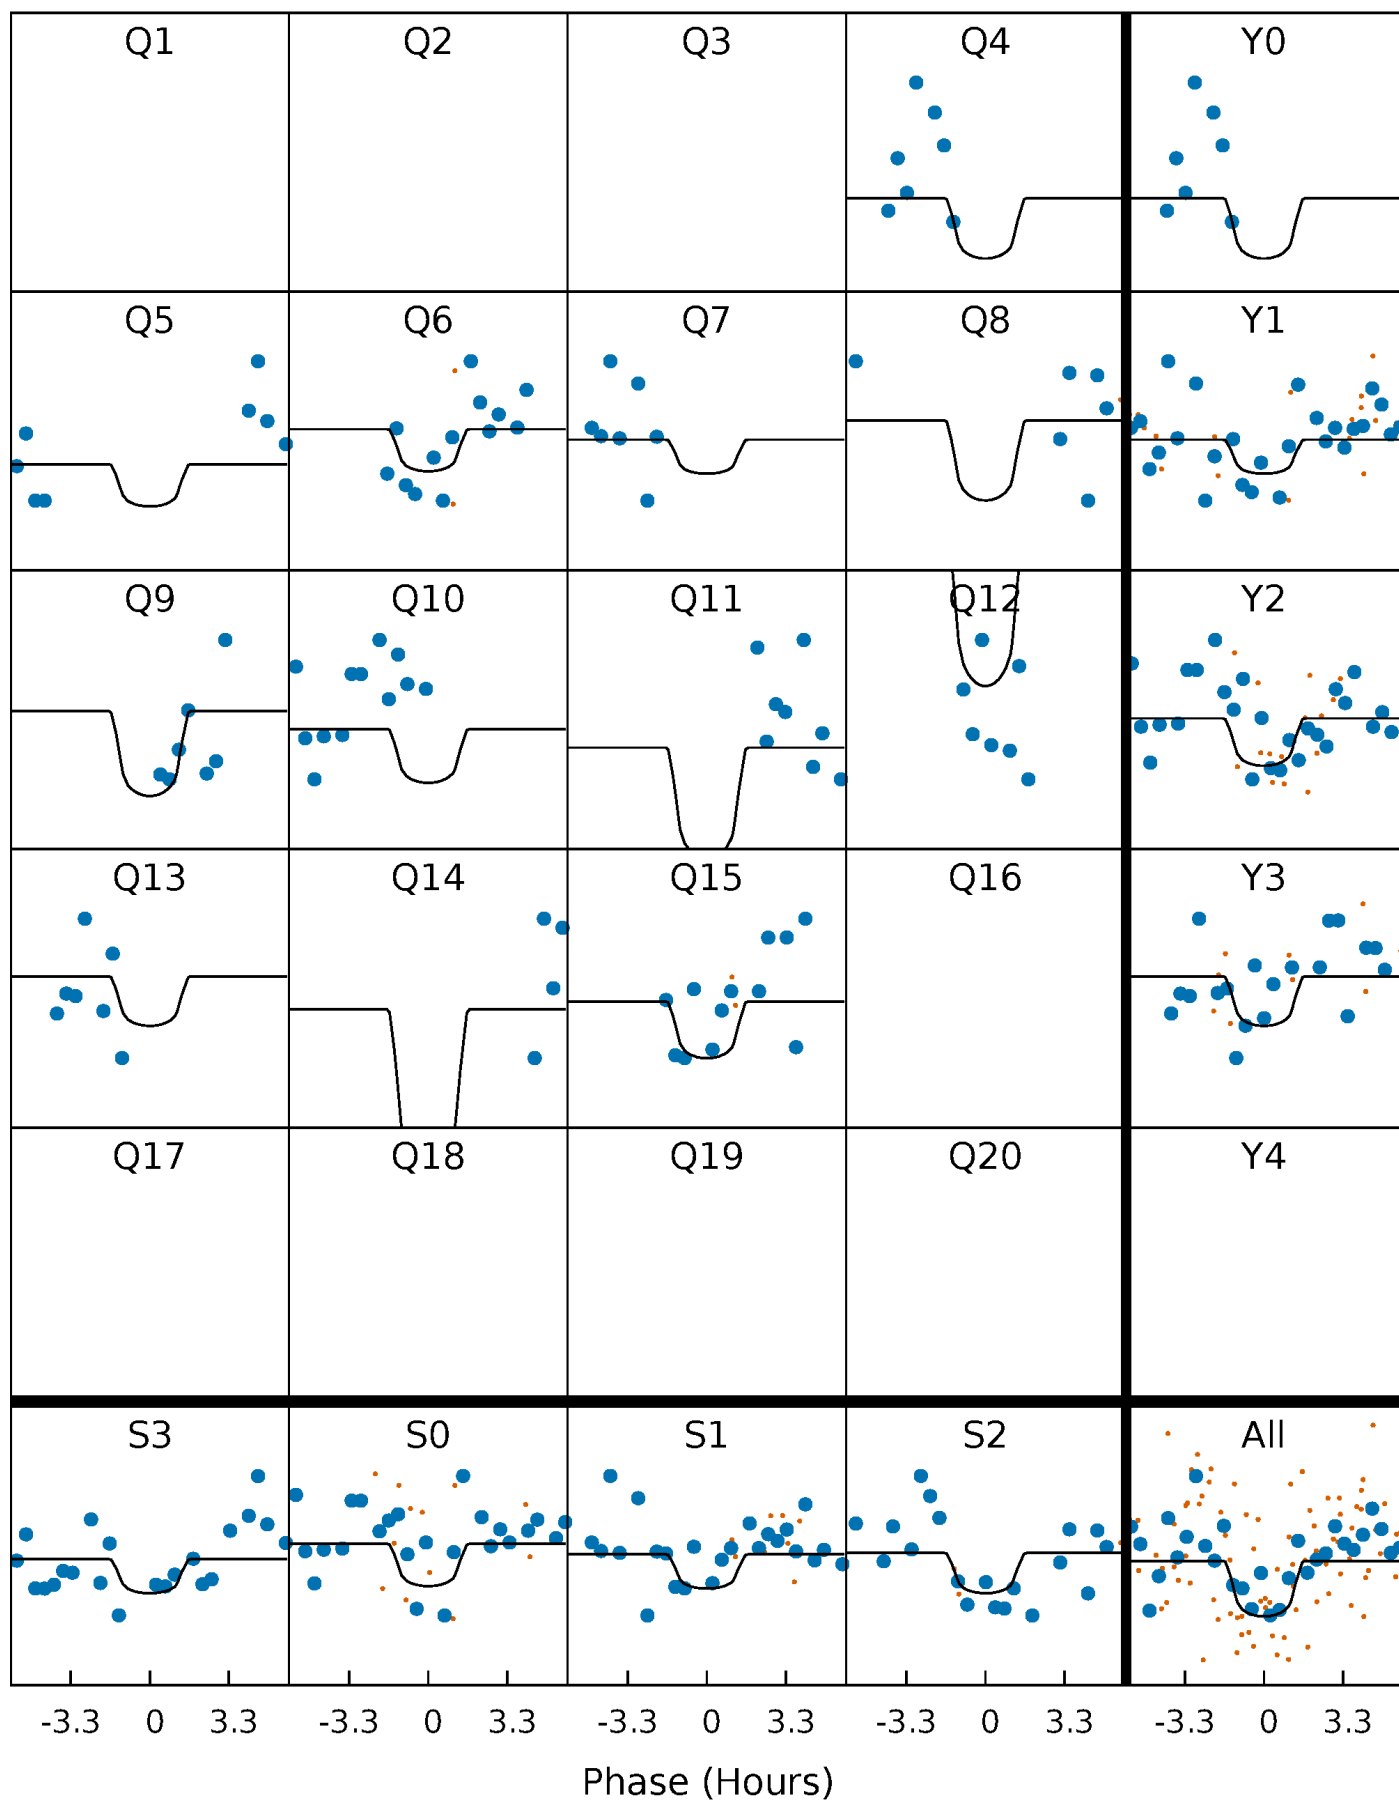 Q1 Q2 Q3 Q4 Y0
Q5 Q6 Q7 Q8 Y1
Q9 Q10 Q11 Q12 Y2
Q13 Q14 Q15 Q16 Y3
Q17 Q18 Q19 Q20 Y4
S3 S0 S1 S2 All
-3.3 0 3.3 -3.3 0 3.3 -3.3 0 3.3 -3.3 0 3.3 -3.3 0 3.3
Phase (Hours)